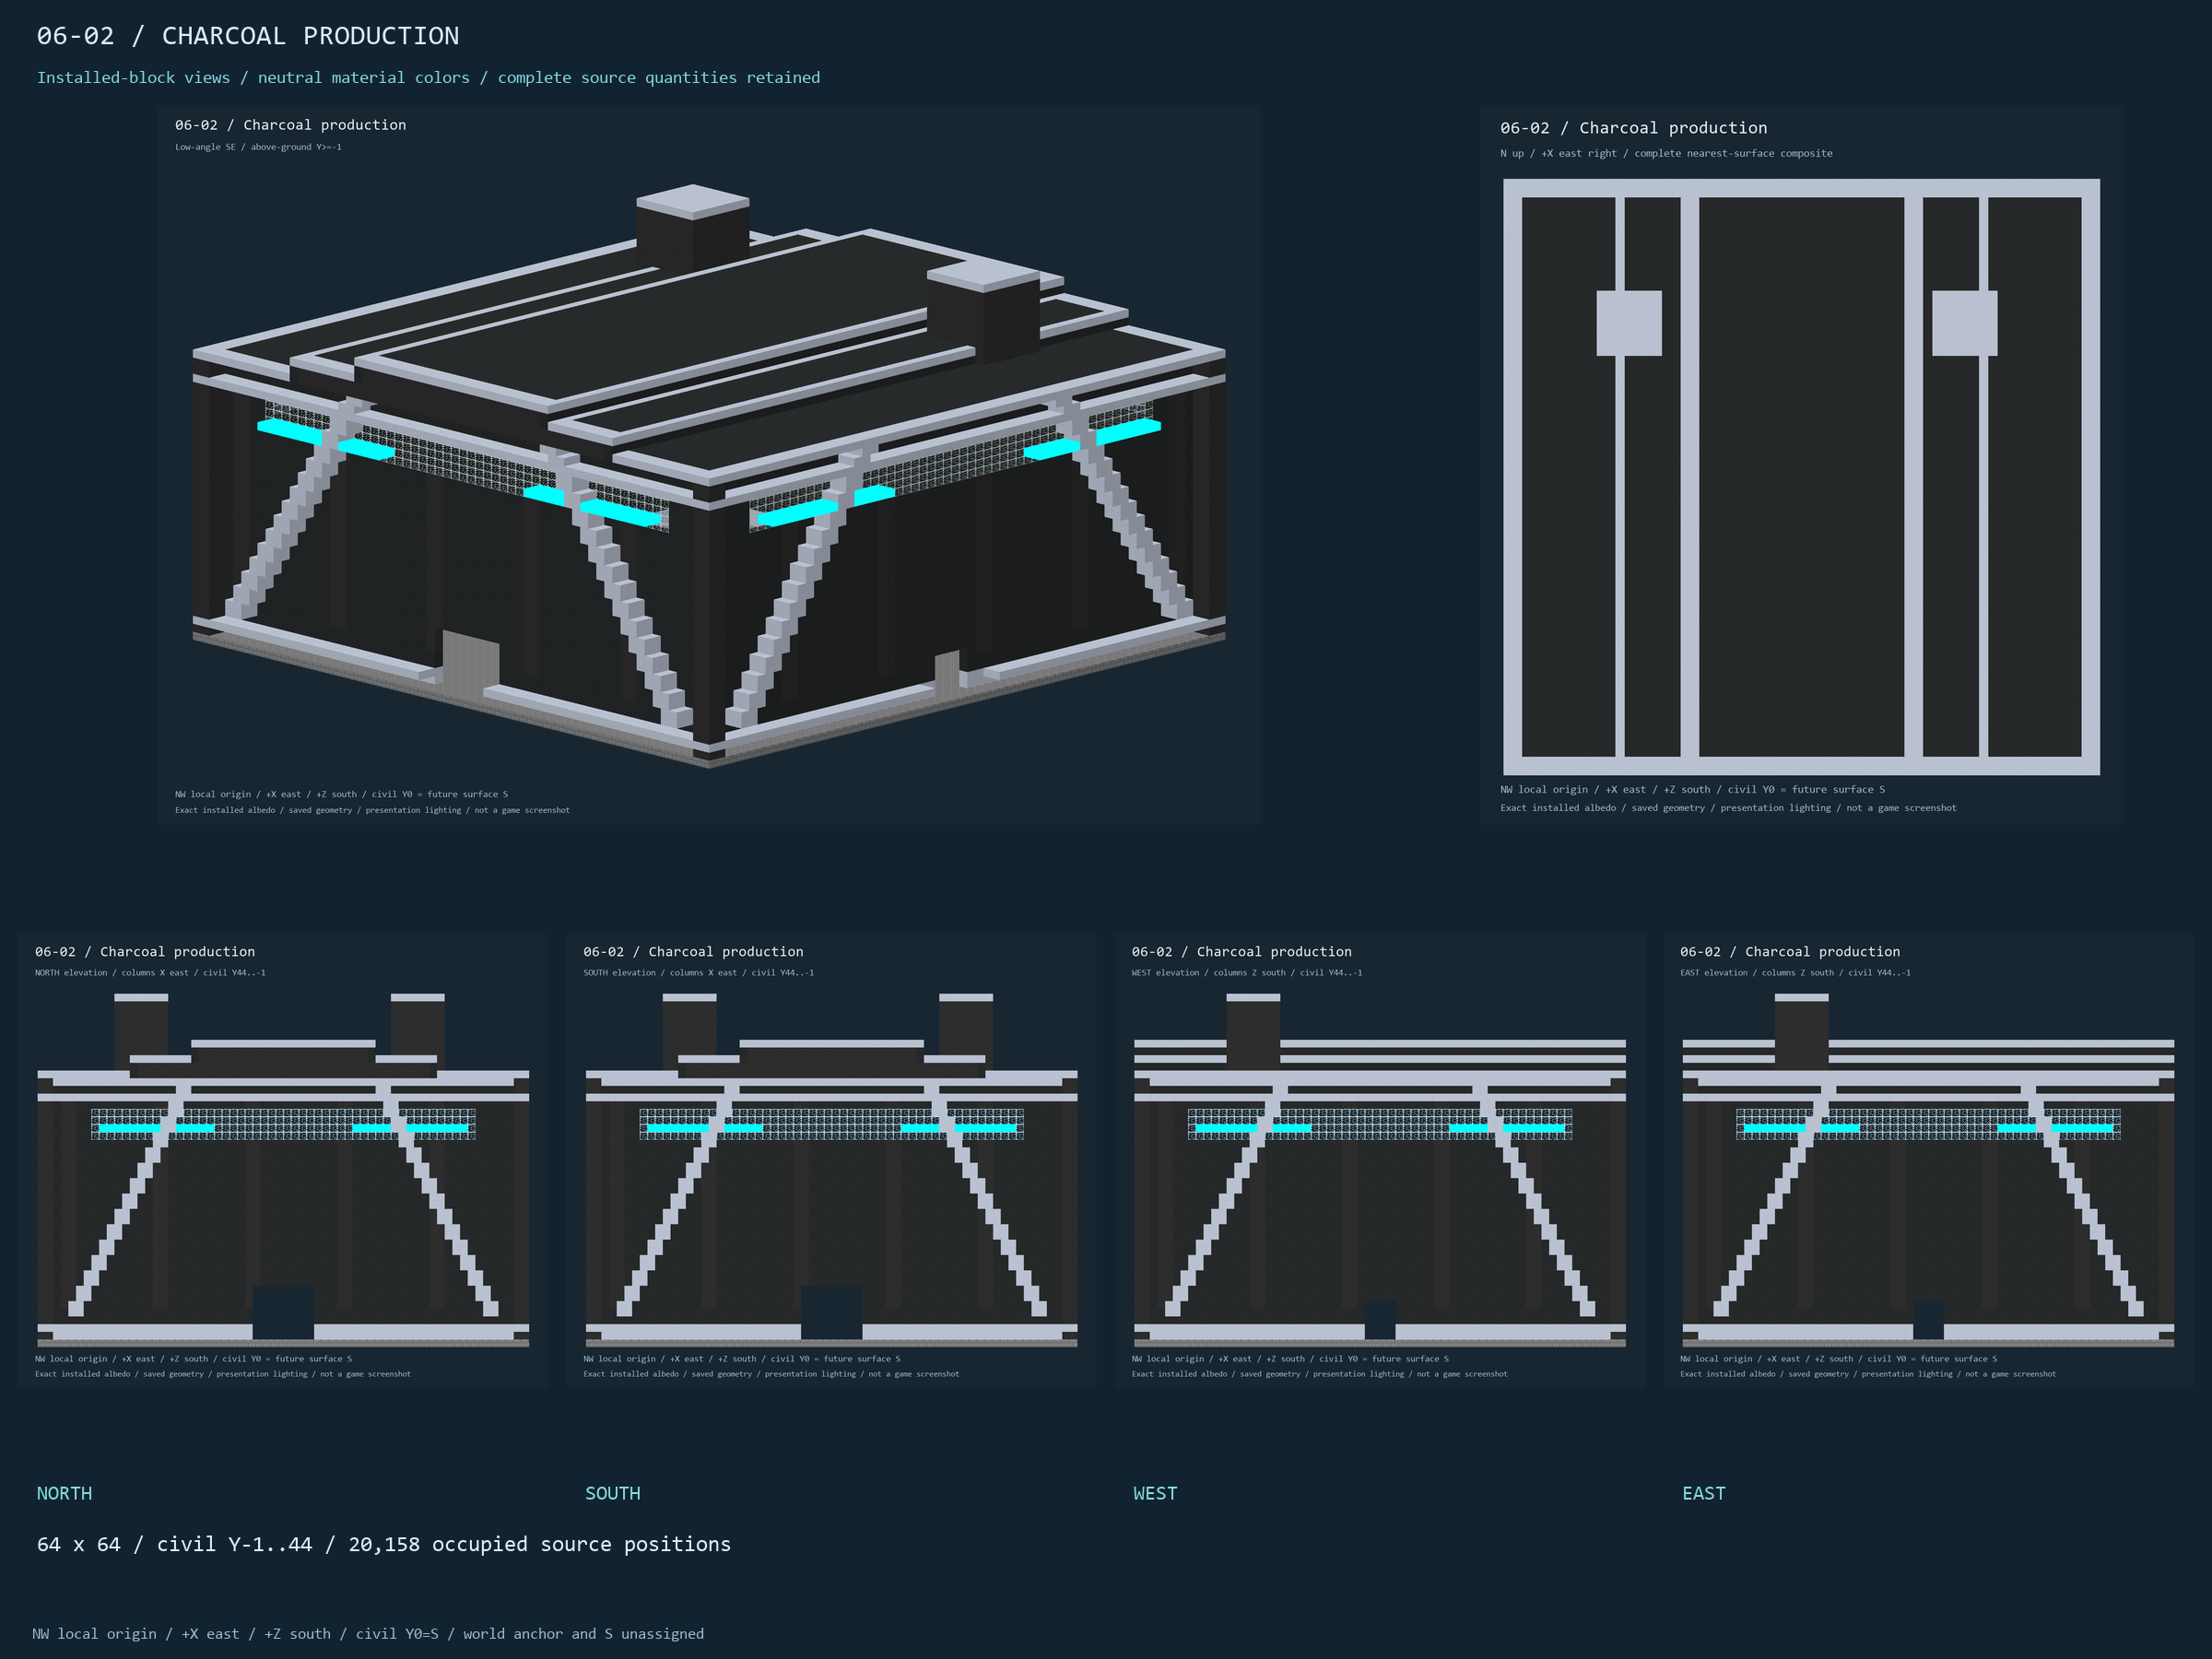 06-02 / CHARCOAL PRODUCTION
Installed-block views / neutral material colors / complete source quantities retained
06-02 / Charcoal production
Low-angle SE / above-ground Y>=-1
NW local origin / +X east / +Z south / civil Y0 = future surface S
Exact installed albedo / saved geometry / presentation lighting / not a game screenshot
06-02 / Charcoal production
N up / +X east right / complete nearest-surface composite
NW local origin / +X east / +Z south / civil Y0 = future surface S
Exact installed albedo / saved geometry / presentation lighting / not a game screenshot
06-02 / Charcoal production
NORTH elevation / columns X east / civil Y44..-1
NW local origin / +X east / +Z south / civil Y0 = future surface S
Exact installed albedo / saved geometry / presentation lighting / not a game screenshot
06-02 / Charcoal production
SOUTH elevation / columns X east / civil Y44..-1
NW local origin / +X east / +Z south / civil Y0 = future surface S
Exact installed albedo / saved geometry / presentation lighting / not a game screenshot
06-02 / Charcoal production
WEST elevation / columns Z south / civil Y44..-1
NW local origin / +X east / +Z south / civil Y0 = future surface S
Exact installed albedo / saved geometry / presentation lighting / not a game screenshot
06-02 / Charcoal production
EAST elevation / columns Z south / civil Y44..-1
NW local origin / +X east / +Z south / civil Y0 = future surface S
Exact installed albedo / saved geometry / presentation lighting / not a game screenshot
NORTH
SOUTH
WEST
EAST
64 x 64 / civil Y-1..44 / 20,158 occupied source positions
NW local origin / +X east / +Z south / civil Y0=S / world anchor and S unassigned